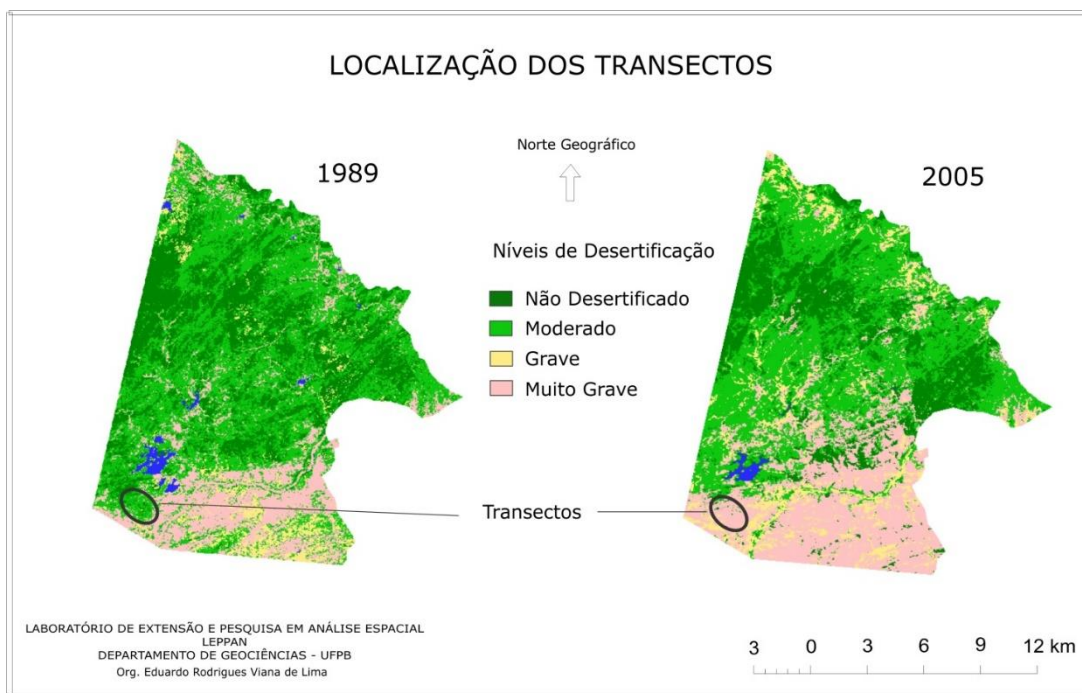 LOCALIZAÇÃO DOS TRANSECTOS
Norte Geográfico
1989
2005
Níveis de Desertificação
Não Desertificado
Moderado
Grave
Muito Grave
Transectos
LABORATÓRIO DE EXTENSÃO E PESQUISA EM ANÁLISE ESPACIAL
LEPPAN
DEPARTAMENTO DE GEOCIÊNCIAS - UFPB
Org. Eduardo Rodrigues Viana de Lima
3 0 3 6 9 12 km